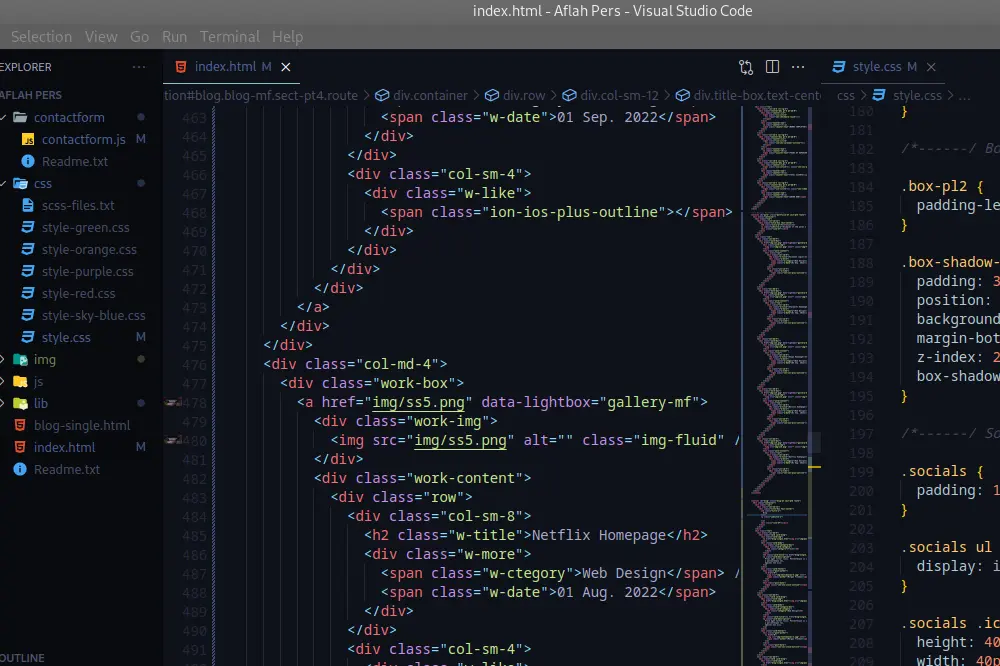 index.html - Aflah Pers - Visual Studio Code
Selection View Go Run Terminal Help
EXPLORER ...
AFLAH PERS
contactform
contactform.js M
Readme.txt
css
scss-files.txt
style-green.css
style-orange.css
style-purple.css
style-red.css
style-sky-blue.css
style.css M
img
js
lib
blog-single.html
index.html M
Readme.txt
OUTLINE
index.html M
tion#blog.blog-mf.sect-pt4.route > div.container > div.row > div.col-sm-12 > div.title-box.text-cent
463 <span class="w-date">01 Sep. 2022</span>
464 </div>
465 </div>
466 <div class="col-sm-4">
467 <div class="w-like">
468 <span class="ion-ios-plus-outline"></span>
469 </div>
470 </div>
471 </div>
472 </div>
473 </a>
474 </div>
475 </div>
476 <div class="col-md-4">
477 <div class="work-box">
478 <a href="img/ss5.png" data-lightbox="gallery-mf">
479 <div class="work-img">
480 <img src="img/ss5.png" alt="" class="img-fluid" /
481 </div>
482 <div class="work-content">
483 <div class="row">
484 <div class="col-sm-8">
485 <h2 class="w-title">Netflix Homepage</h2>
486 <div class="w-more">
487 <span class="w-ctegory">Web Design</span> /
488 <span class="w-date">01 Aug. 2022</span>
489 </div>
490 </div>
491 <div class="col-sm-4">
<div class="w-like">
style.css M
css > style.css > ...
180 }
181
182 /*------/ Bo
183
184 .box-pl2 {
185 padding-le
186 }
187
188 .box-shadow-
189 padding: 3
190 position:
191 background
192 margin-bot
193 z-index: 2
194 box-shadow
195 }
196
197 /*------/ So
198
199 .socials {
200 padding: 1
201 }
202
203 .socials ul
204 display: i
205 }
206
207 .socials .ic
208 height: 40
209 width: 40p